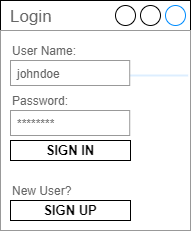 Login
User Name:
johndoe
Password:
********
SIGN IN
New User?
SIGN UP